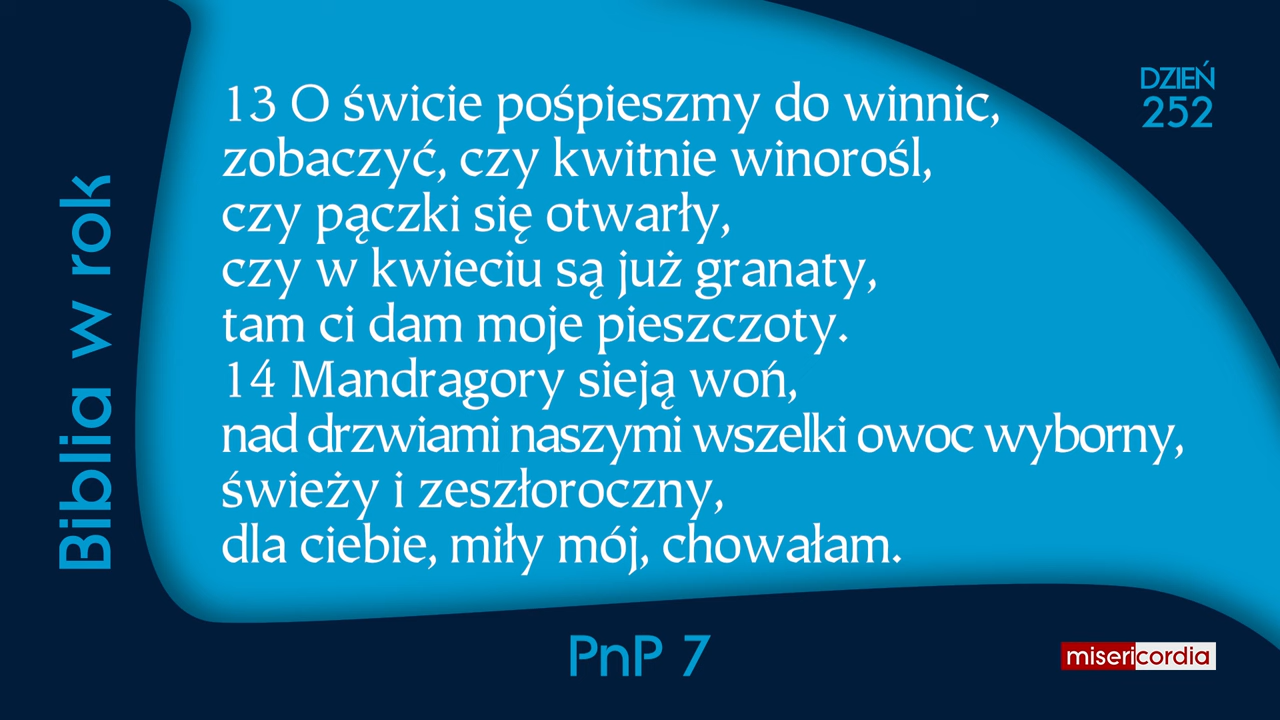 DZIEŃ
252
13 O świcie pośpieszmy do winnic,
zobaczyć, czy kwitnie winorośl,
czy pączki się otwarły,
czy w kwieciu są już granaty,
tam ci dam moje pieszczoty.
14 Mandragory sieją woń,
nad drzwiami naszymi wszelki owoc wyborny,
świeży i zeszłoroczny,
dla ciebie, miły mój, chowałam.
Biblia w rok
PnP 7
misericordia